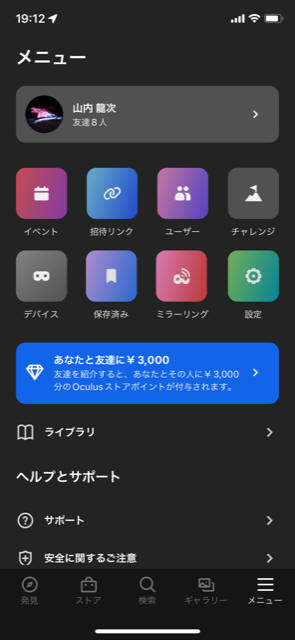 19:12
メニュー
山内 龍次
友達8人
イベント
招待リンク
ユーザー
チャレンジ
デバイス
保存済み
ミラーリング
設定
あなたと友達に¥3,000
友達を紹介すると、あなたとその人に¥3,000
分のOculusストアポイントが付与されます。
ライブラリ
ヘルプとサポート
サポート
安全に関するご注意
発見
ストア
検索
ギャラリー
メニュー